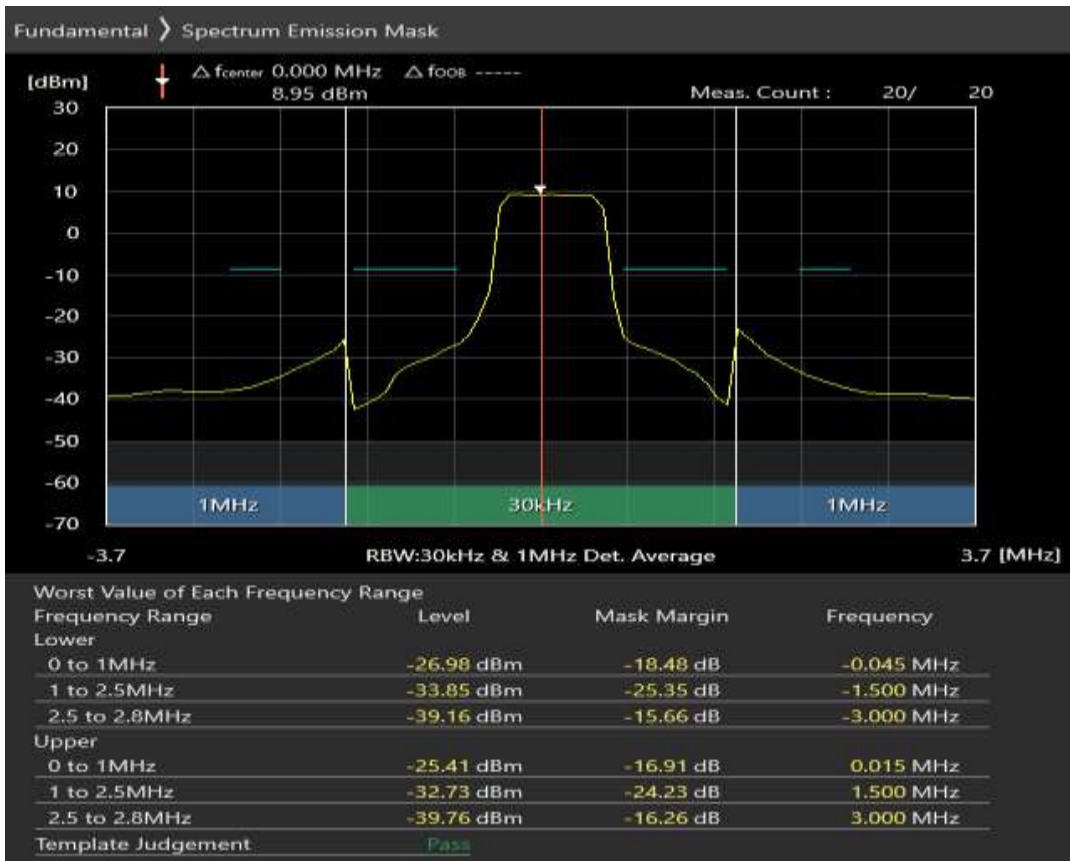 Fundamental 〉 Spectrum Emission Mask
[dBm]
△ fcenter 0.000 MHz △ fOOB -----
8.95 dBm
Meas. Count : 20/ 20
30
20
10
0
-10
-20
-30
-40
-50
-60
-70
1MHz 30kHz 1MHz
-3.7 RBW:30kHz & 1MHz Det. Average 3.7 [MHz]
Worst Value of Each Frequency Range
Frequency Range Level Mask Margin Frequency
Lower
0 to 1MHz -26.98 dBm -18.48 dB -0.045 MHz
1 to 2.5MHz -33.85 dBm -25.35 dB -1.500 MHz
2.5 to 2.8MHz -39.16 dBm -15.66 dB -3.000 MHz
Upper
0 to 1MHz -25.41 dBm -16.91 dB 0.015 MHz
1 to 2.5MHz -32.73 dBm -24.23 dB 1.500 MHz
2.5 to 2.8MHz -39.76 dBm -16.26 dB 3.000 MHz
Template Judgement Pass